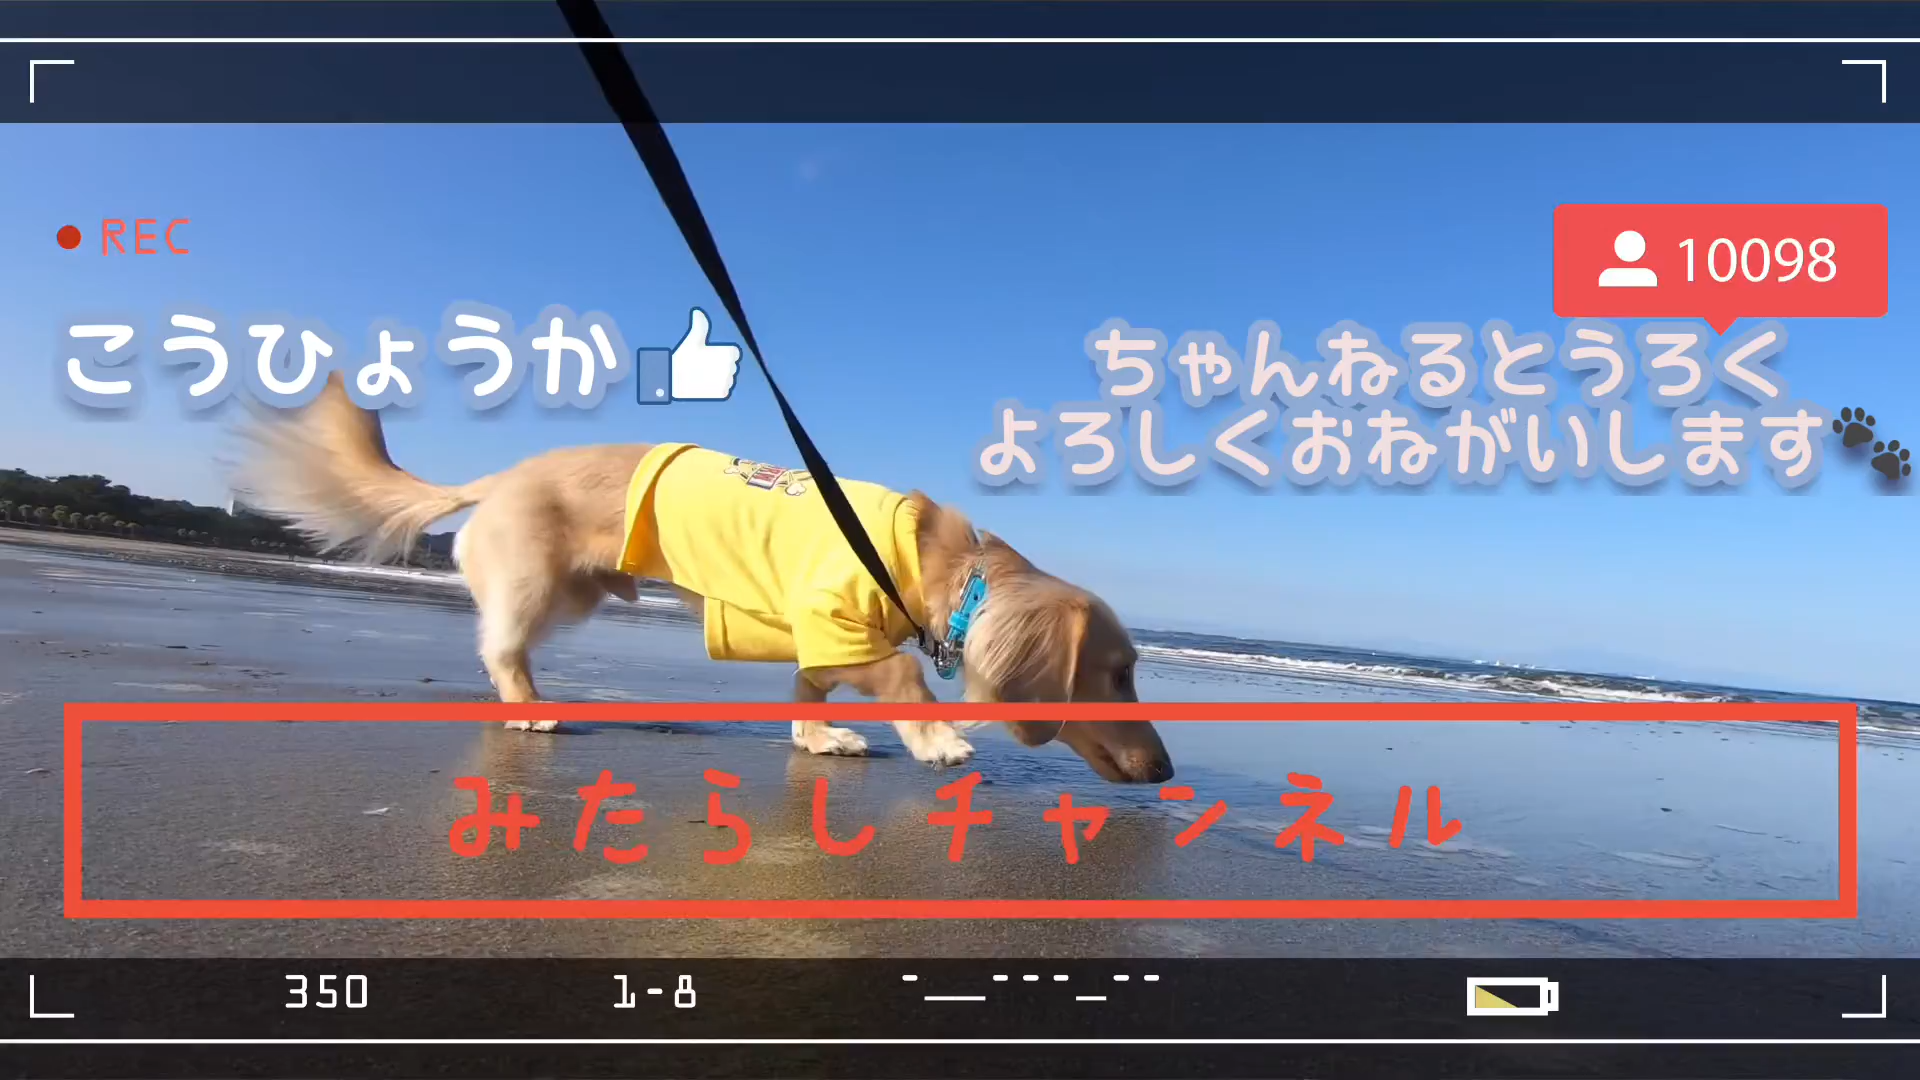 REC
10098
こうひょうか
ちゃんねるとうろく
よろしくおねがいします
みたらしチャンネル
350
1-8